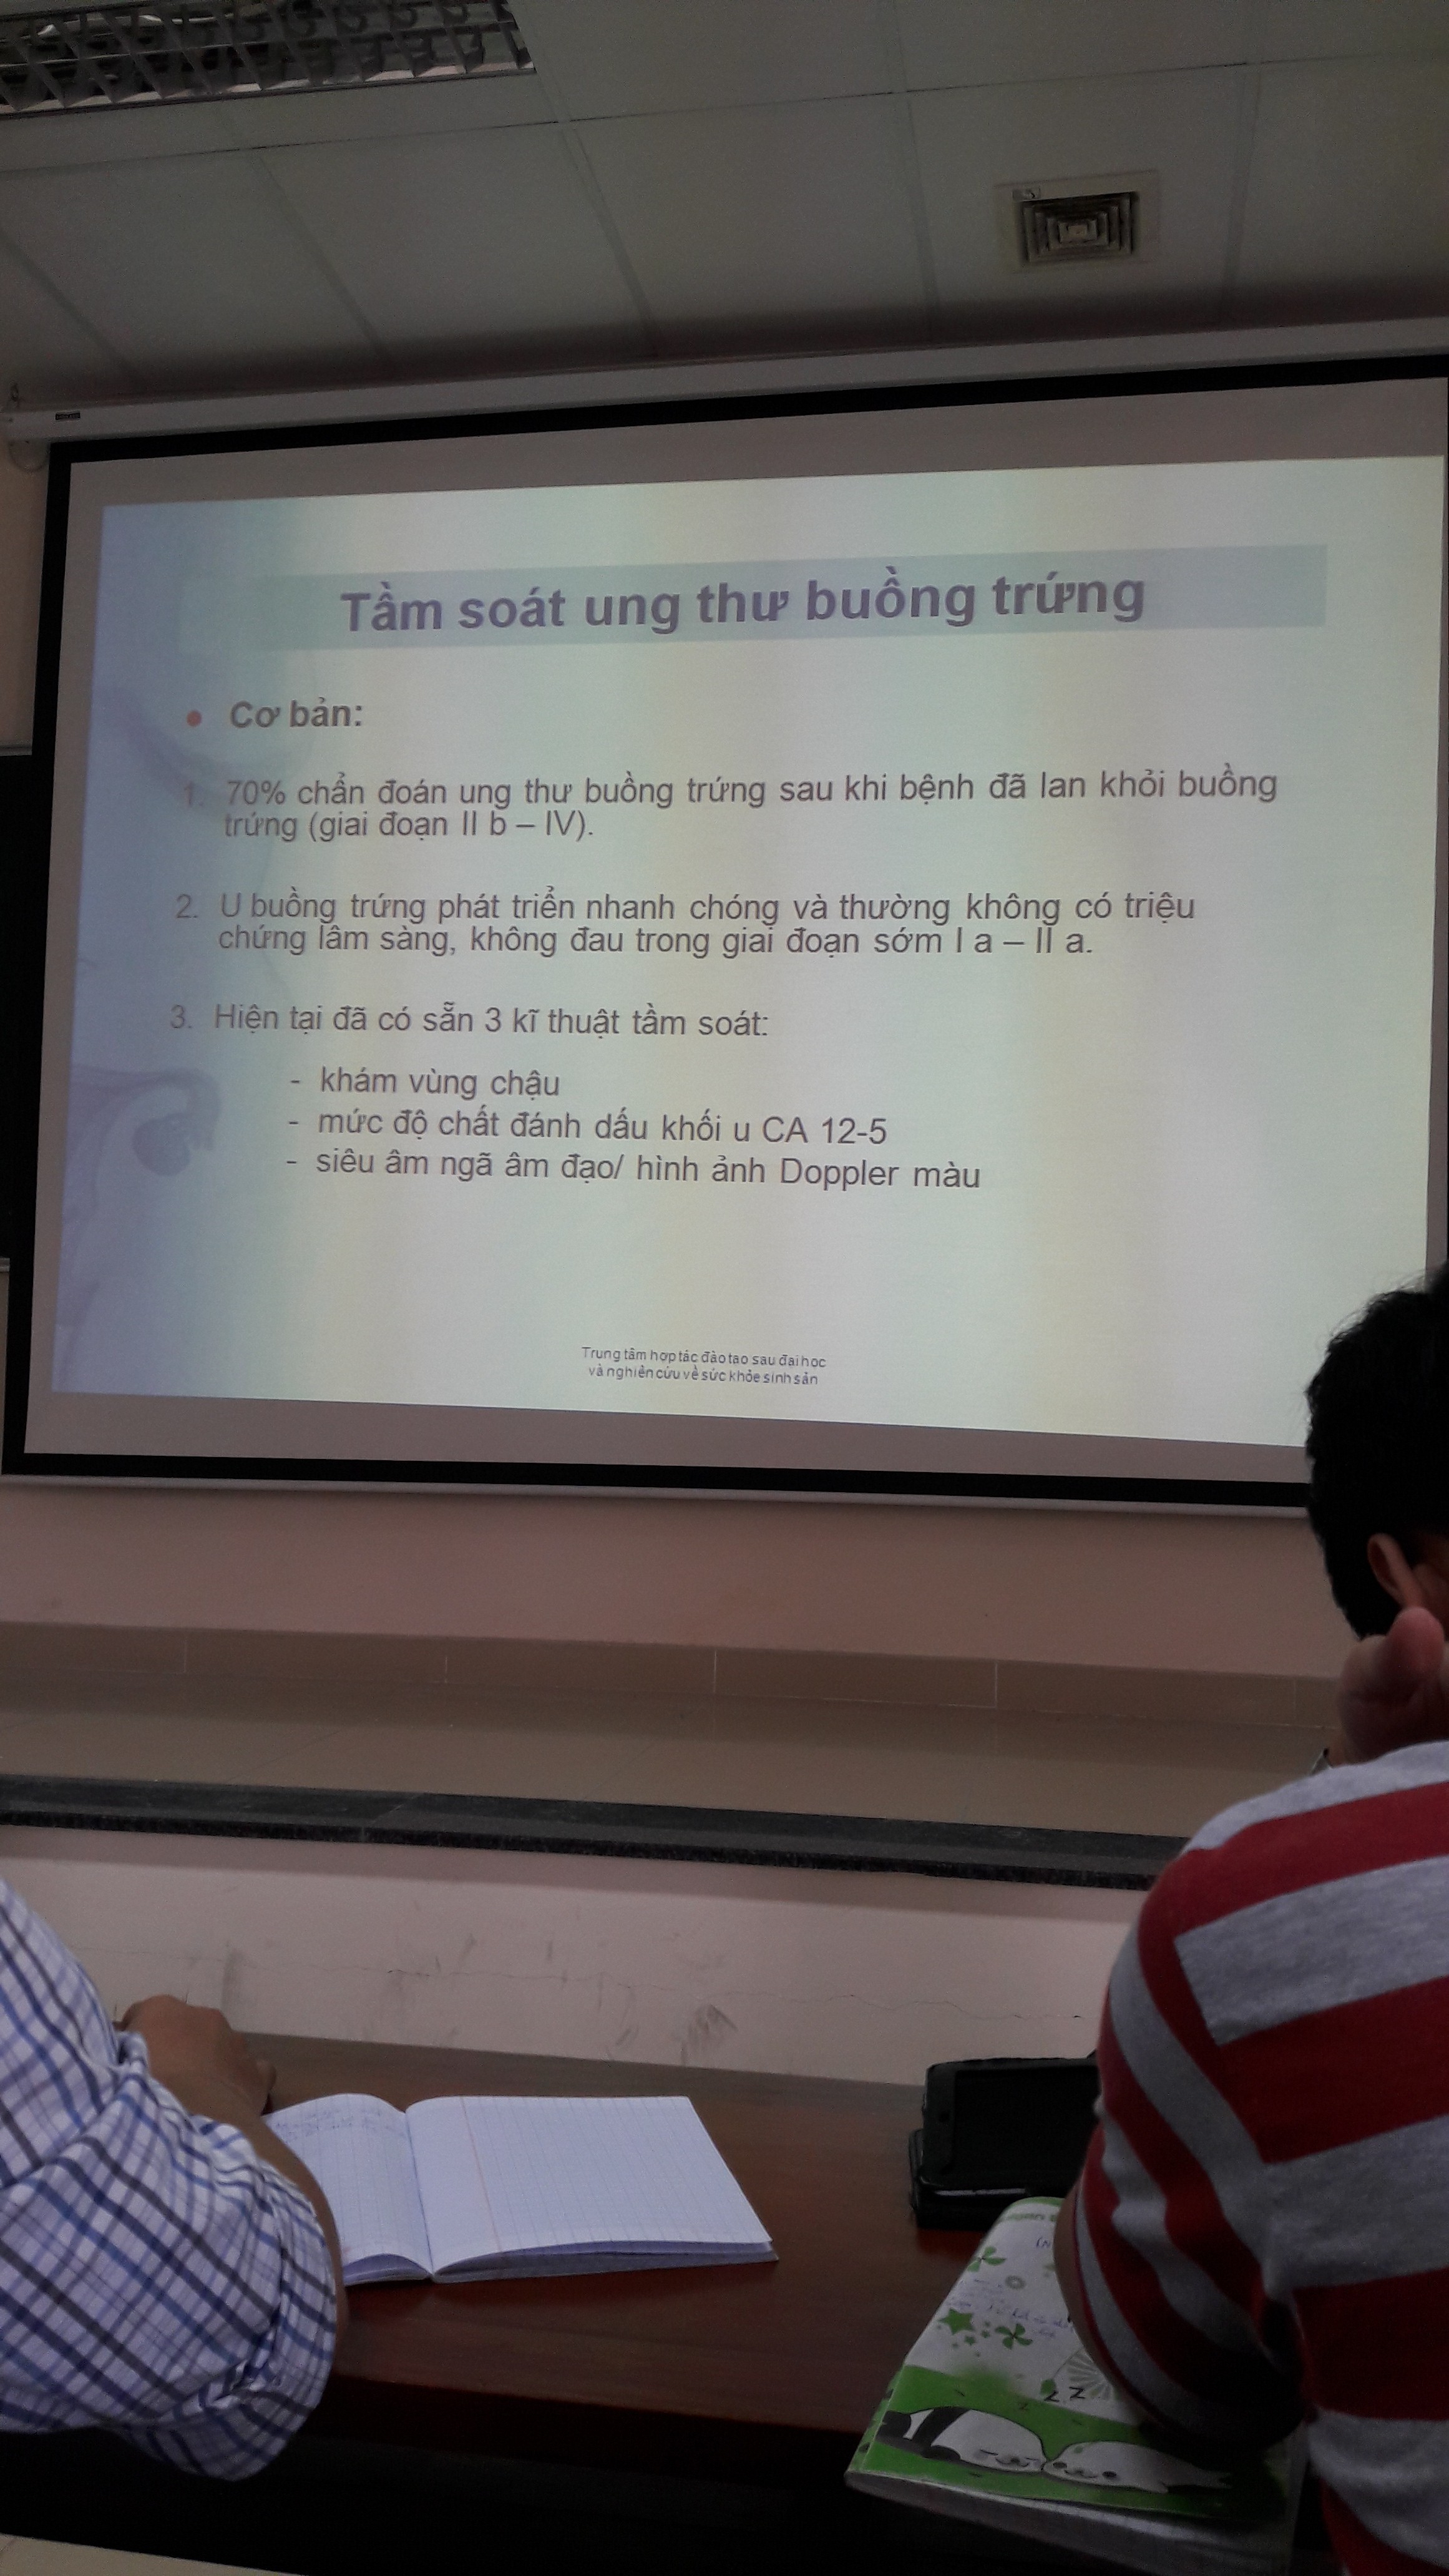 Tầm soát ung thư buồng trứng
• Cơ bản:
1. 70% chẩn đoán ung thư buồng trứng sau khi bệnh đã lan khỏi buồng
trứng (giai đoạn II b – IV).
2. U buồng trứng phát triển nhanh chóng và thường không có triệu
chứng lâm sàng, không đau trong giai đoạn sớm I a – II a.
3. Hiện tại đã có sẵn 3 kĩ thuật tầm soát:
- khám vùng chậu
- mức độ chất đánh dấu khối u CA 12-5
- siêu âm ngã âm đạo/ hình ảnh Doppler màu
Trung tâm hợp tác đào tạo sau đại học
và nghiên cứu về sức khỏe sinh sản
z z